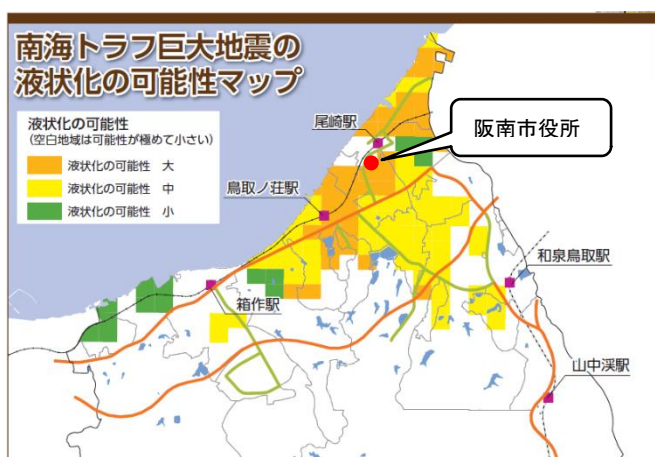 南海トラフ巨大地震の
液状化の可能性マップ
液状化の可能性
(空白地域は可能性が極めて小さい)
液状化の可能性 大
液状化の可能性 中
液状化の可能性 小
尾崎駅
阪南市役所
鳥取ノ荘駅
和泉鳥取駅
箱作駅
山中渓駅